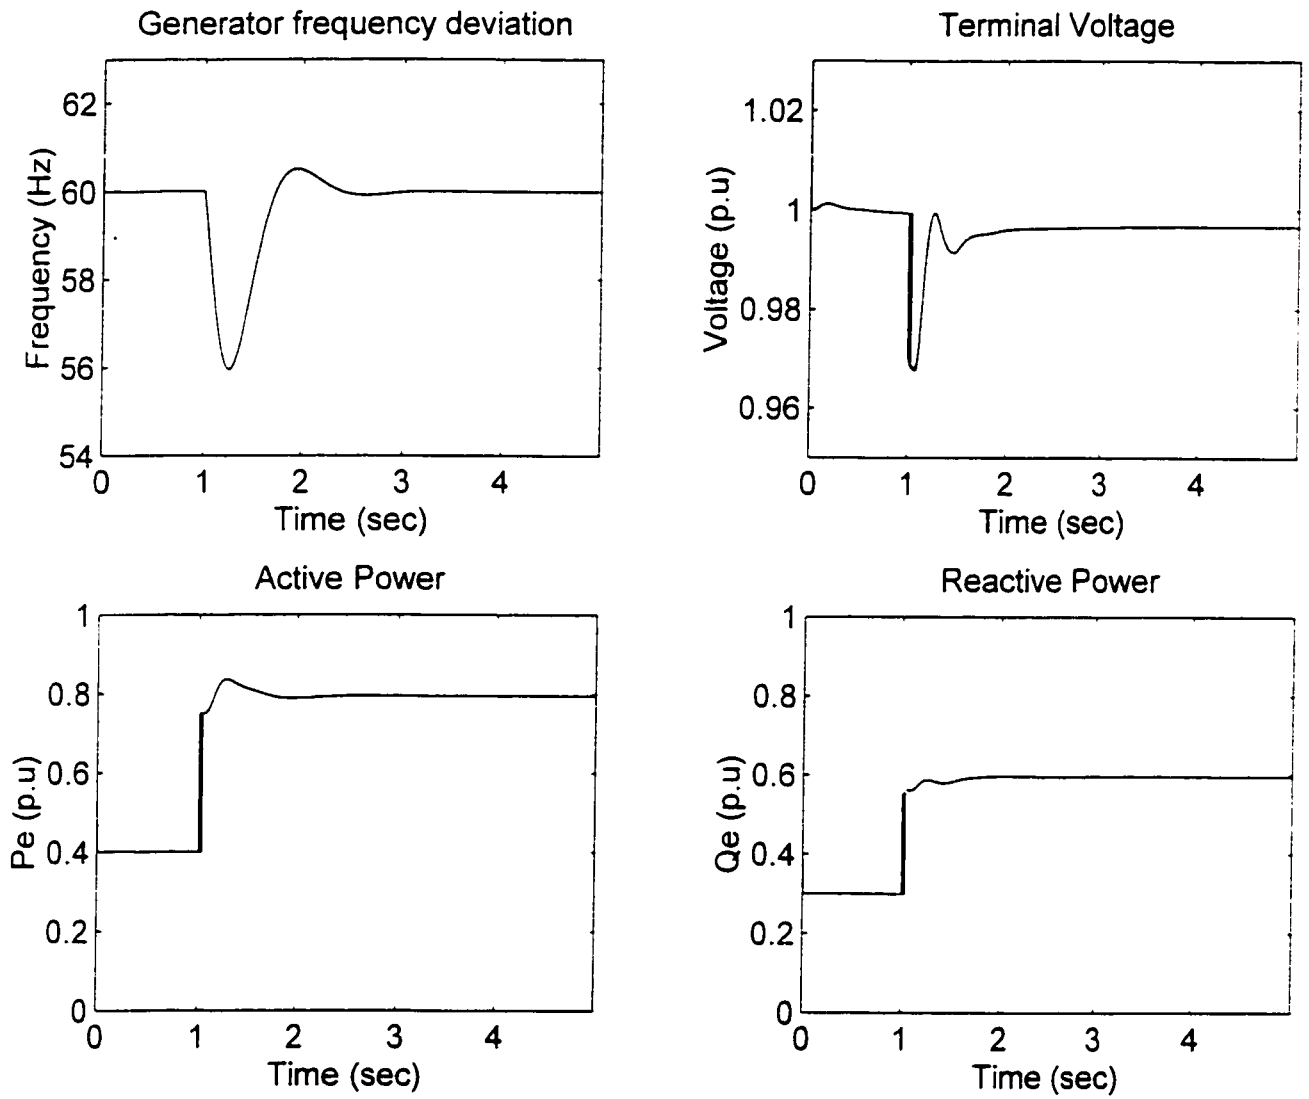 Generator frequency deviation
62
60
58
56
54
Frequency (Hz)
0 1 2 3 4
Time (sec)
Terminal Voltage
1.02
1
0.98
0.96
Voltage (p.u)
0 1 2 3 4
Time (sec)
Active Power
1
0.8
0.6
0.4
0.2
0
Pe (p.u)
0 1 2 3 4
Time (sec)
Reactive Power
1
0.8
0.6
0.4
0.2
0
Qe (p.u)
0 1 2 3 4
Time (sec)